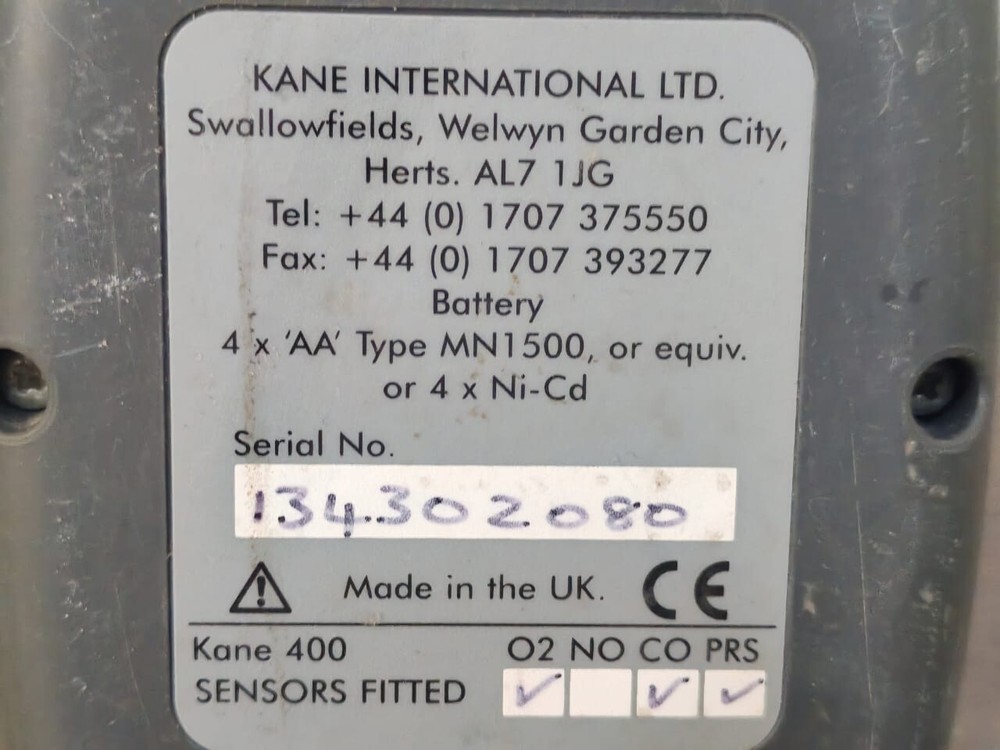 KANE INTERNATIONAL LTD.
Swallowfields, Welwyn Garden City,
Herts. AL7 1JG
Tel: +44 (0) 1707 375550
Fax: +44 (0) 1707 393277
Battery
4 x 'AA' Type MN1500, or equiv.
or 4 x Ni-Cd
Serial No.
134302080
Made in the UK. CE
Kane 400 O2 NO CO PRS
SENSORS FITTED ✓ ✓ ✓